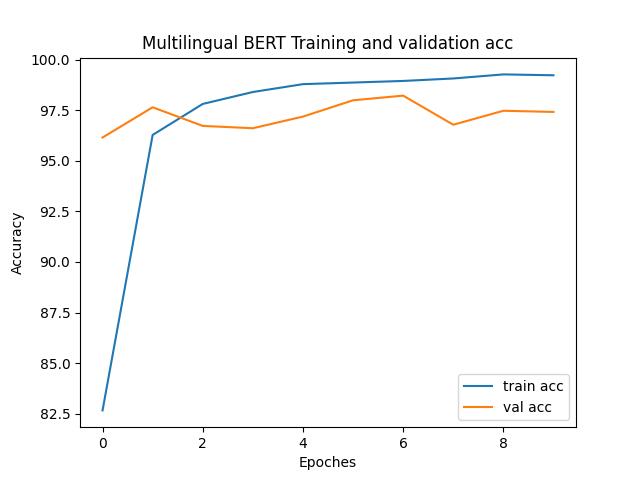 Multilingual BERT Training and validation acc
100.0
97.5
95.0
92.5
90.0
87.5
85.0
82.5
Accuracy
0 2 4 6 8
Epoches
train acc
val acc